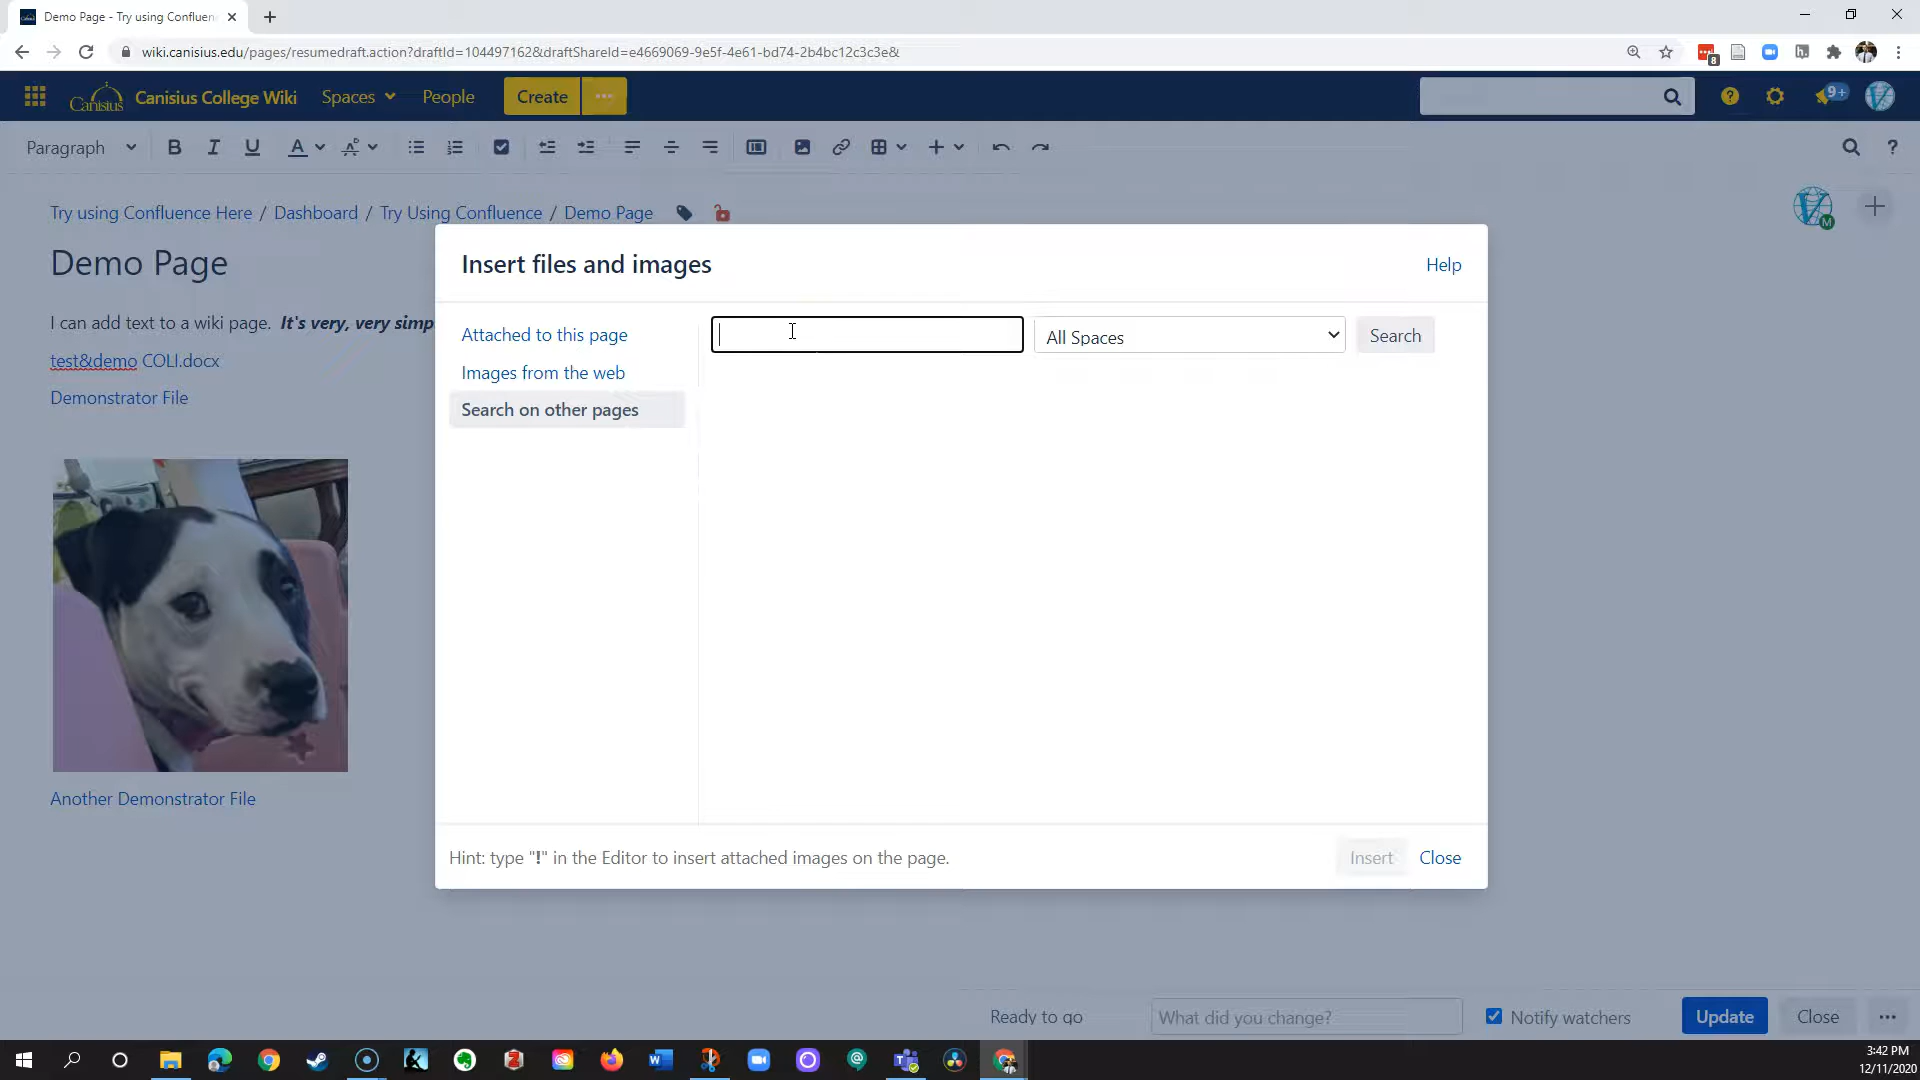 Demo Page - Try using Confluen
wiki.canisius.edu/pages/resumedraft.action?draftId=104497162&draftShareId=e4669069-9e5f-4e61-bd74-2b4bc12c3c3e&
8
Canisius
Canisius College Wiki
Spaces
People
Create
9+
Paragraph
B
I
U
A
Try using Confluence Here / Dashboard / Try Using Confluence / Demo Page
M
Demo Page
I can add text to a wiki page. It's very, very simp
test&demo COLI.docx
Demonstrator File
Another Demonstrator File
Insert files and images
Help
Attached to this page
Images from the web
Search on other pages
All Spaces
Search
Hint: type "!" in the Editor to insert attached images on the page.
Insert
Close
Ready to go
What did you change?
Notify watchers
Update
Close
3:42 PM
12/11/2020